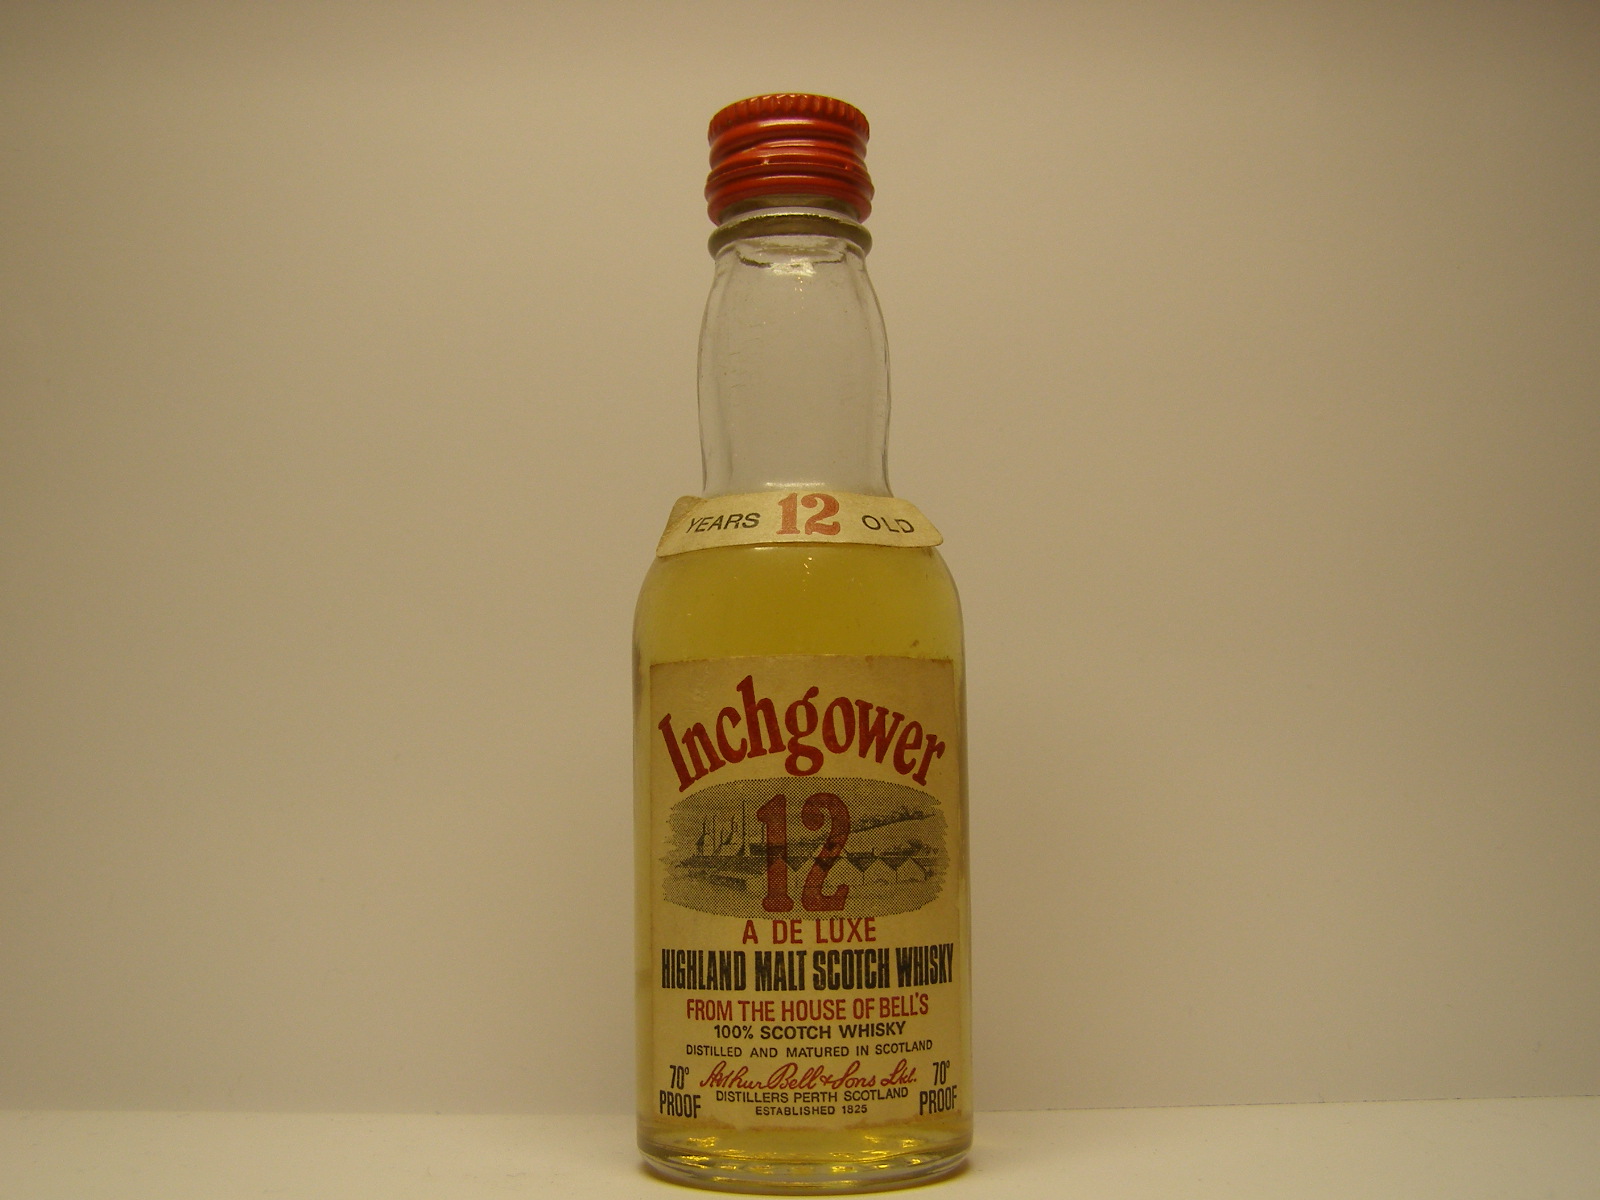 YEARS 12 OLD
Inchgower
12
A DE LUXE
HIGHLAND MALT SCOTCH WHISKY
FROM THE HOUSE OF BELL'S
100% SCOTCH WHISKY
DISTILLED AND MATURED IN SCOTLAND
70° PROOF
Arthur Bell & Sons Ltd.
DISTILLERS PERTH SCOTLAND
ESTABLISHED 1825
70° PROOF